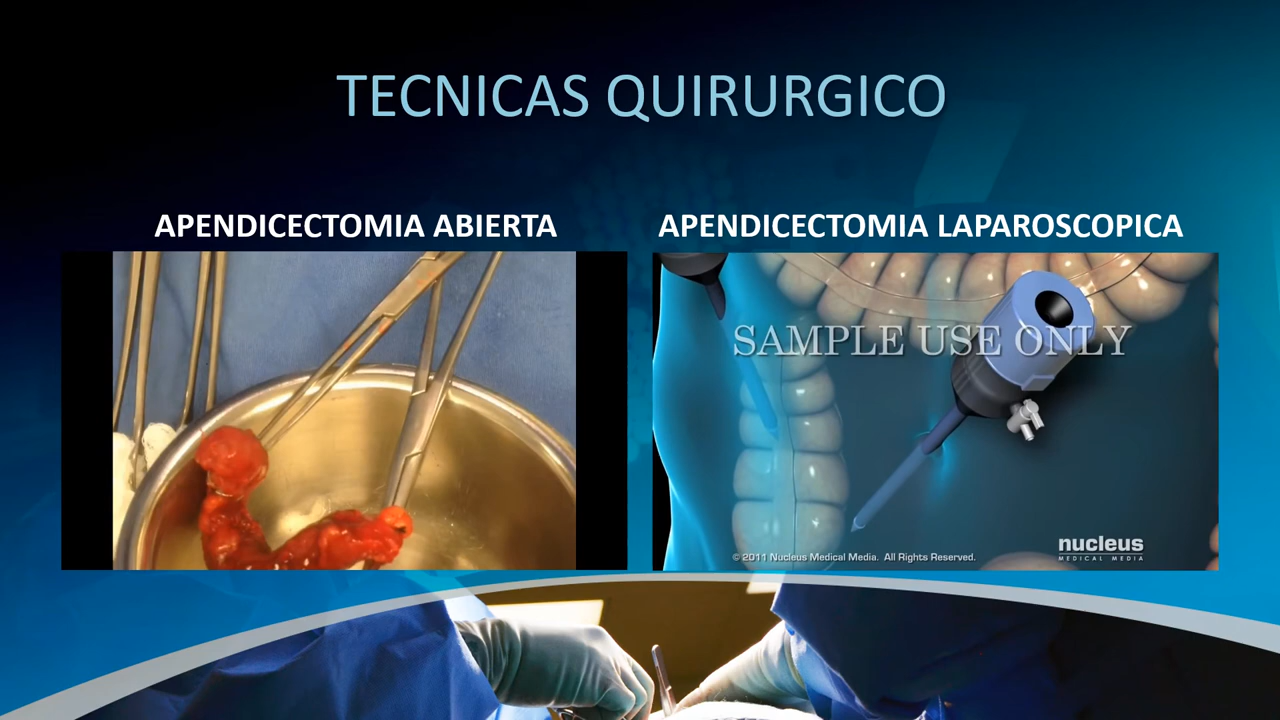 TECNICAS QUIRURGICO
APENDICECTOMIA ABIERTA
APENDICECTOMIA LAPAROSCOPICA
SAMPLE USE ONLY
© 2011 Nucleus Medical Media. All Rights Reserved.
nucleus
MEDICAL MEDIA